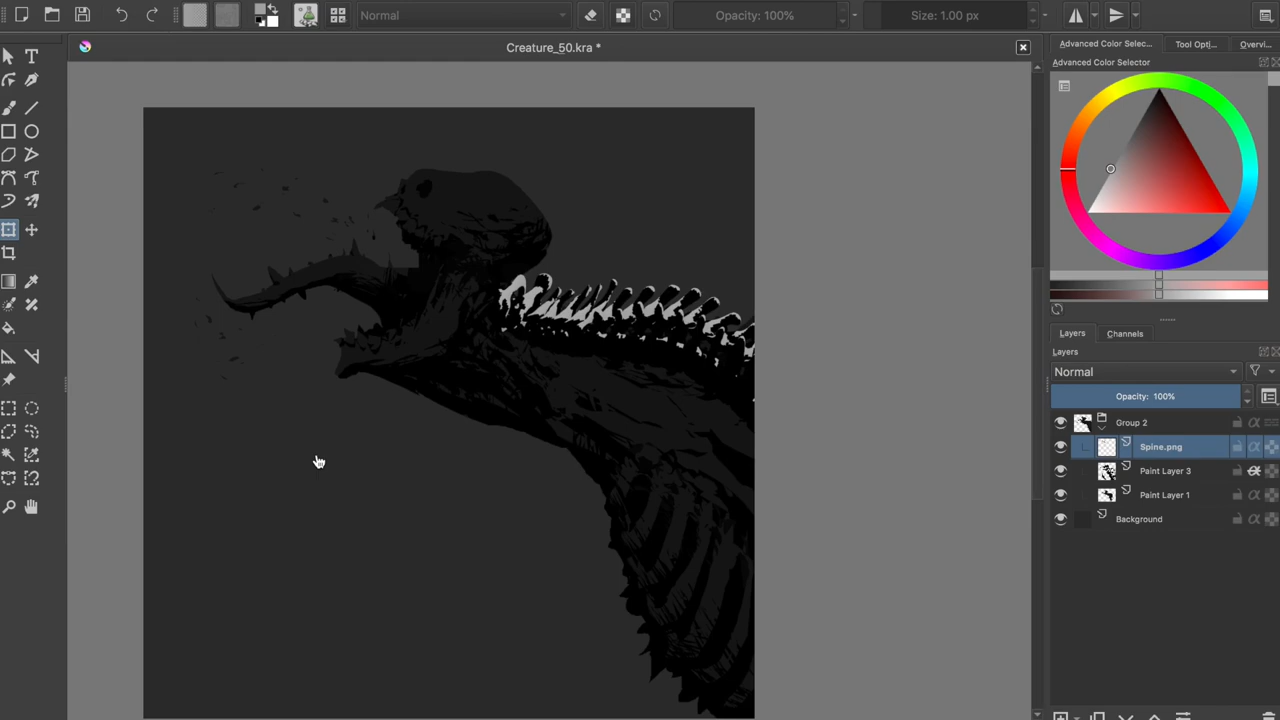 Normal
Opacity: 100%
Size: 1.00 px
Creature_50.kra *
Advanced Color Selec...
Tool Opti...
Overvi...
Advanced Color Selector
Layers
Channels
Layers
Normal
Opacity: 100%
Group 2
Spine.png
Paint Layer 3
Paint Layer 1
Background